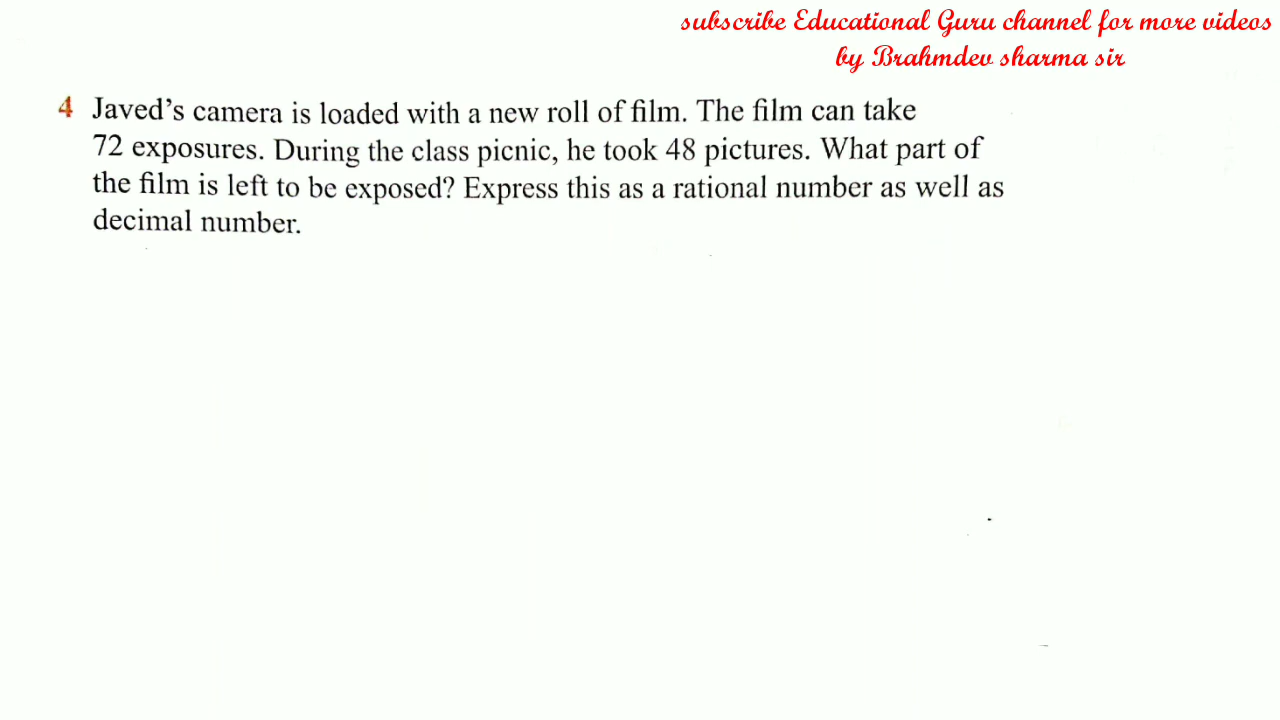 subscribe Educational Guru channel for more videos
by Brahmdev sharma sir
4 Javed's camera is loaded with a new roll of film. The film can take
72 exposures. During the class picnic, he took 48 pictures. What part of
the film is left to be exposed? Express this as a rational number as well as
decimal number.